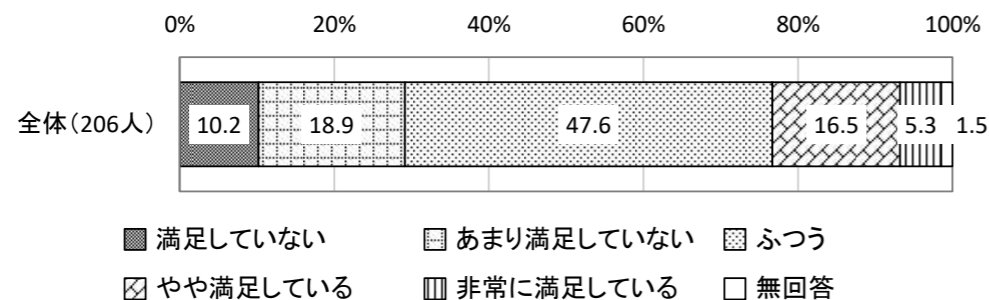 0% 20% 40% 60% 80% 100%
全体（206人） 10.2 18.9 47.6 16.5 5.3 1.5
満足していない あまり満足していない ふつう
やや満足している 非常に満足している 無回答